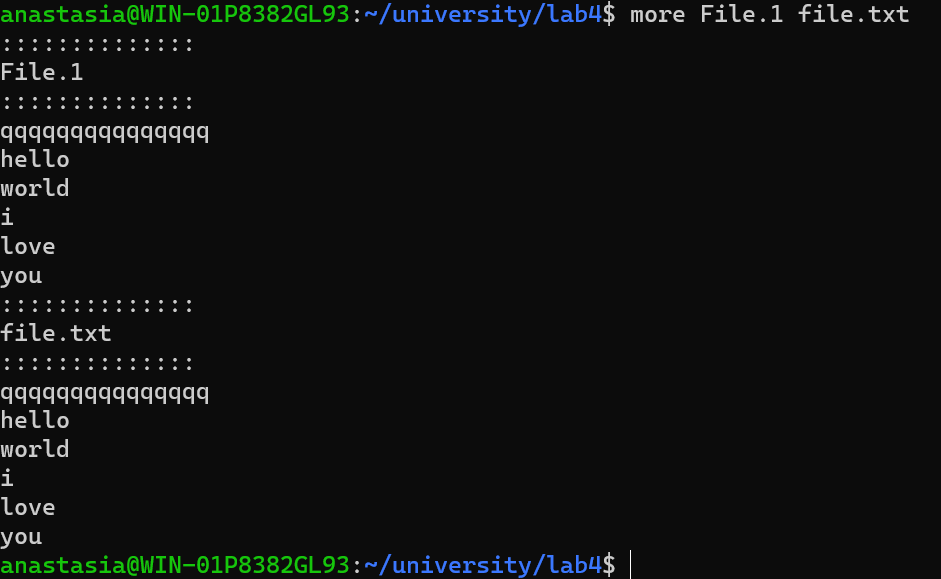 anastasia@WIN-01P8382GL93:~/university/lab4$ more File.1 file.txt
::::::::::::::
File.1
::::::::::::::
qqqqqqqqqqqqqqq
hello
world
i
love
you
::::::::::::::
file.txt
::::::::::::::
qqqqqqqqqqqqqqq
hello
world
i
love
you
anastasia@WIN-01P8382GL93:~/university/lab4$